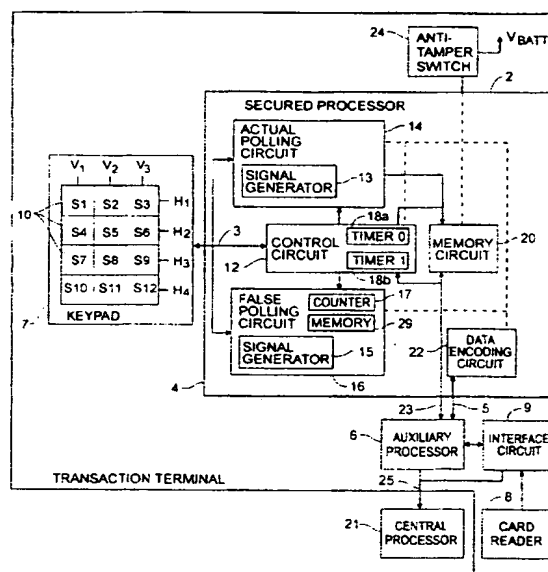 24
ANTI-
TAMPER
SWITCH
VBATT
2
SECURED PROCESSOR
ACTUAL
POLLING
CIRCUIT
14
SIGNAL
GENERATOR
13
V1 V2 V3
10
S1 S2 S3 H1
S4 S5 S6 H2
S7 S8 S9 H3
S10 S11 S12 H4
KEYPAD
7
3
18a
CONTROL
CIRCUIT
TIMER 0
TIMER 1
12
18b
MEMORY
CIRCUIT
20
FALSE
POLLING
CIRCUIT
COUNTER
17
MEMORY
29
SIGNAL
GENERATOR
15
16
4
22
DATA
ENCODING
CIRCUIT
23
5
9
6
AUXILIARY
PROCESSOR
INTERFACE
CIRCUIT
TRANSACTION TERMINAL
25
8
21
CENTRAL
PROCESSOR
CARD
READER